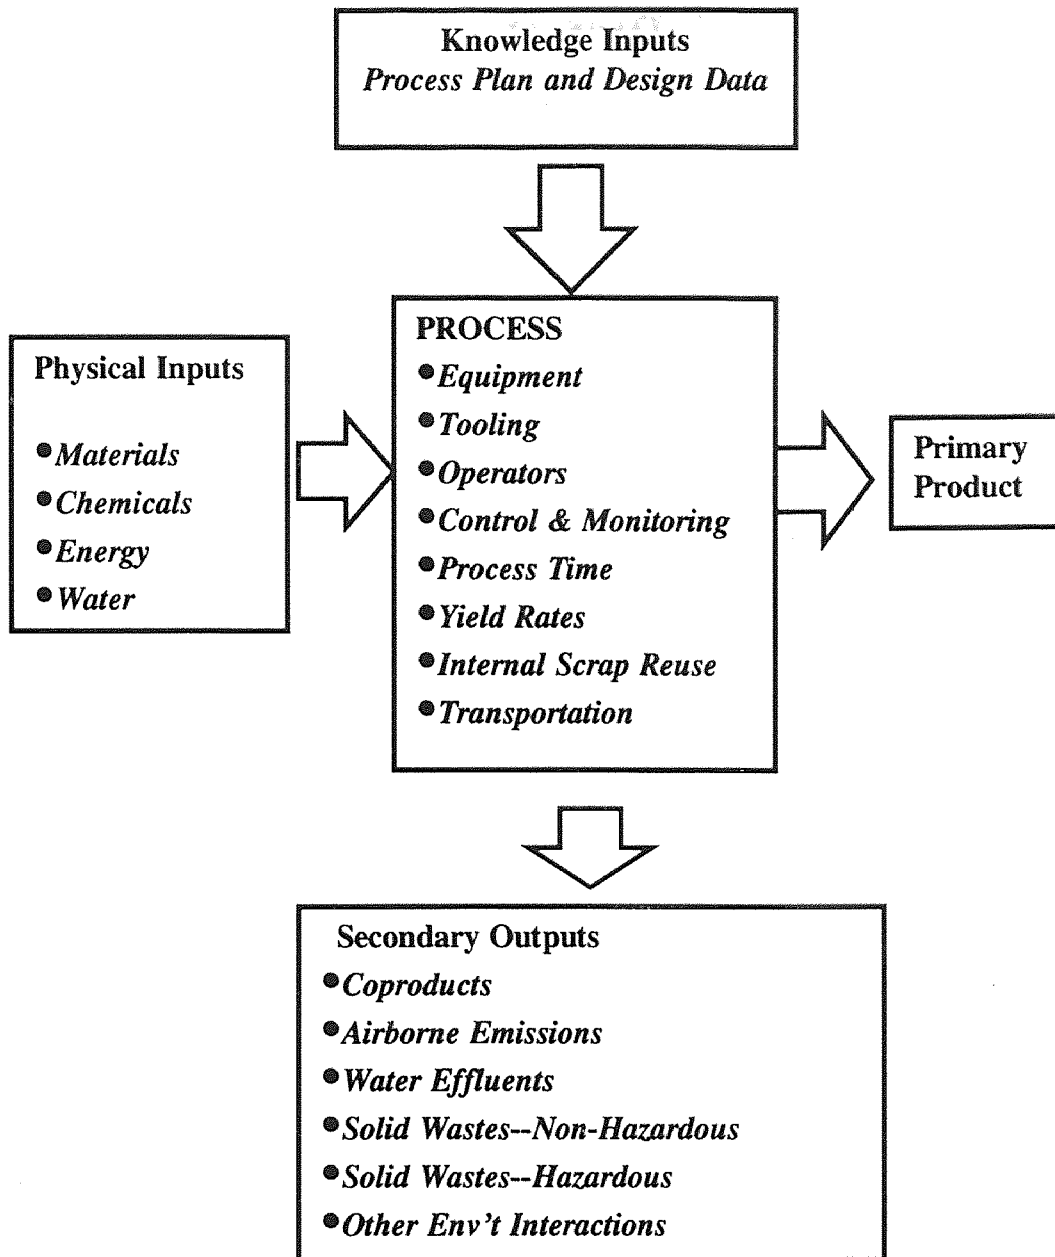 Knowledge Inputs
Process Plan and Design Data
PROCESS
●Equipment
●Tooling
●Operators
●Control & Monitoring
●Process Time
●Yield Rates
●Internal Scrap Reuse
●Transportation
Physical Inputs
●Materials
●Chemicals
●Energy
●Water
Primary
Product
Secondary Outputs
●Coproducts
●Airborne Emissions
●Water Effluents
●Solid Wastes--Non-Hazardous
●Solid Wastes--Hazardous
●Other Env't Interactions